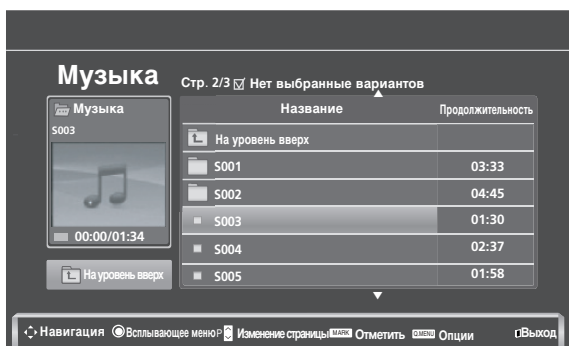 Музыка
Стр. 2/3 Нет выбранные вариантов
Музыка
S003
00:00/01:34
На уровень вверх
Название Продолжительность
На уровень вверх
S001 03:33
S002 04:45
S003 01:30
S004 02:37
S005 01:58
Навигация Всплывающее меню P Изменение страницы MARK Отметить Q.MENU Опции Выход